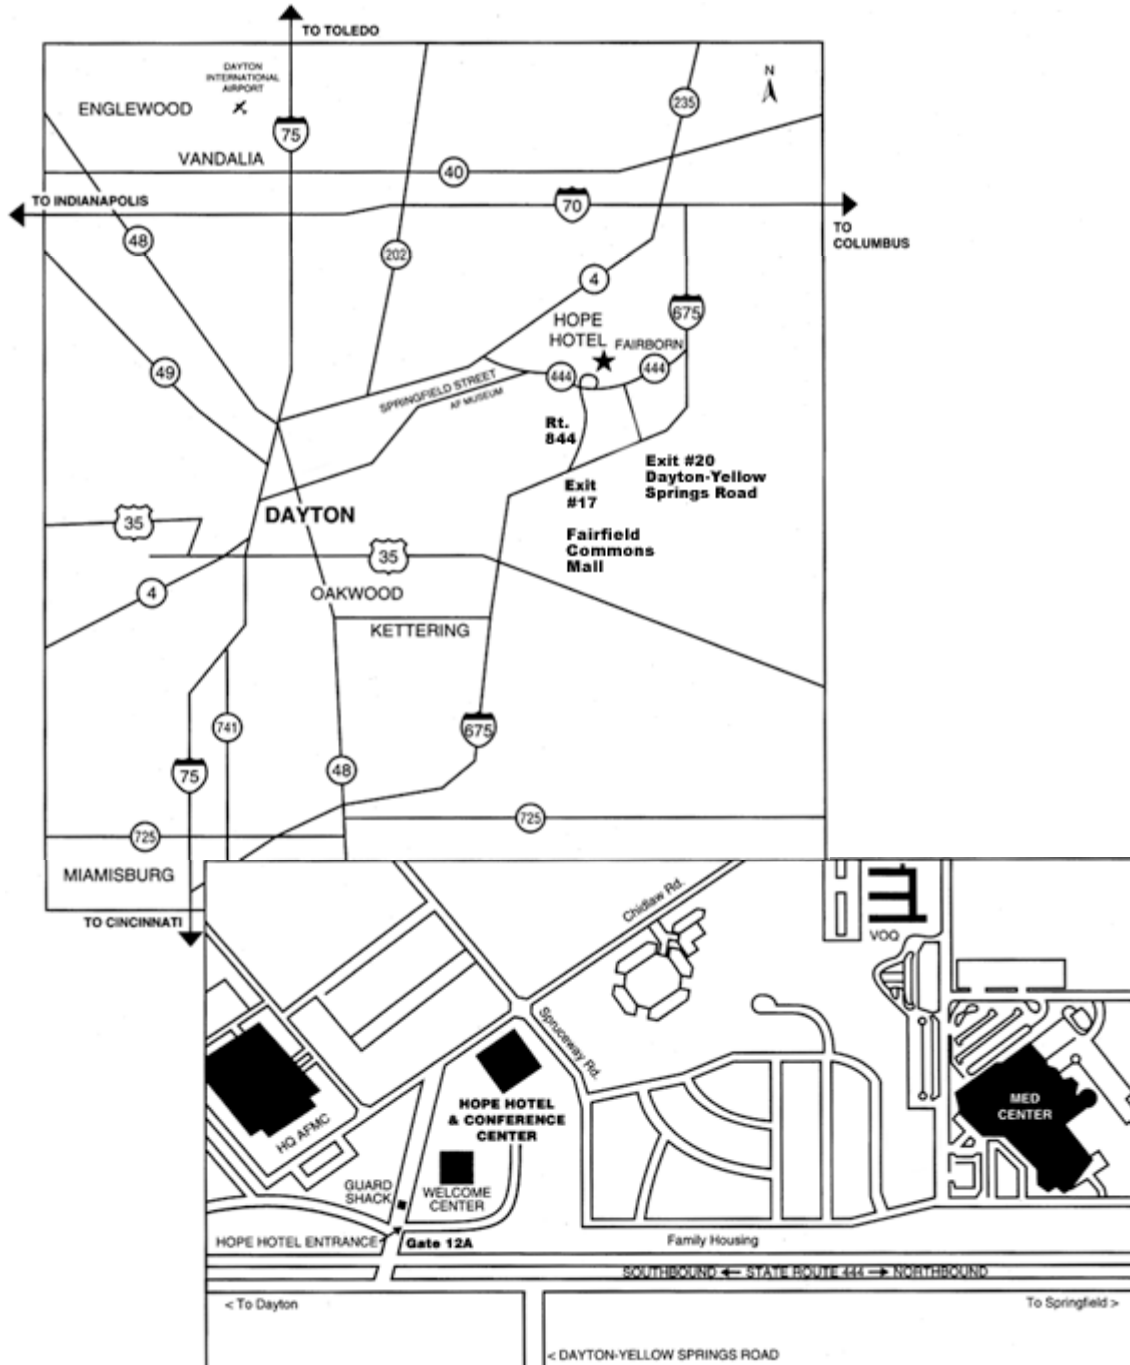 TO TOLEDO
DAYTON
INTERNATIONAL
AIRPORT
N
ENGLEWOOD
235
75
VANDALIA
40
TO INDIANAPOLIS
70
TO
COLUMBUS
48
202
4
675
HOPE
HOTEL
FAIRBORN
49
444
444
SPRINGFIELD STREET
AF MUSEUM
Rt.
844
Exit #20
Dayton-Yellow
Springs Road
Exit
#17
DAYTON
35
Fairfield
Commons
Mall
35
4
OAKWOOD
KETTERING
741
675
75
48
725
725
MIAMISBURG
TO CINCINNATI
Chidlaw Rd.
VOQ
Spruceway Rd.
HOPE HOTEL
& CONFERENCE
CENTER
MED
CENTER
HQ AFMC
GUARD
SHACK
WELCOME
CENTER
HOPE HOTEL ENTRANCE
Gate 12A
Family Housing
SOUTHBOUND STATE ROUTE 444 NORTHBOUND
< To Dayton
To Springfield >
< DAYTON-YELLOW SPRINGS ROAD